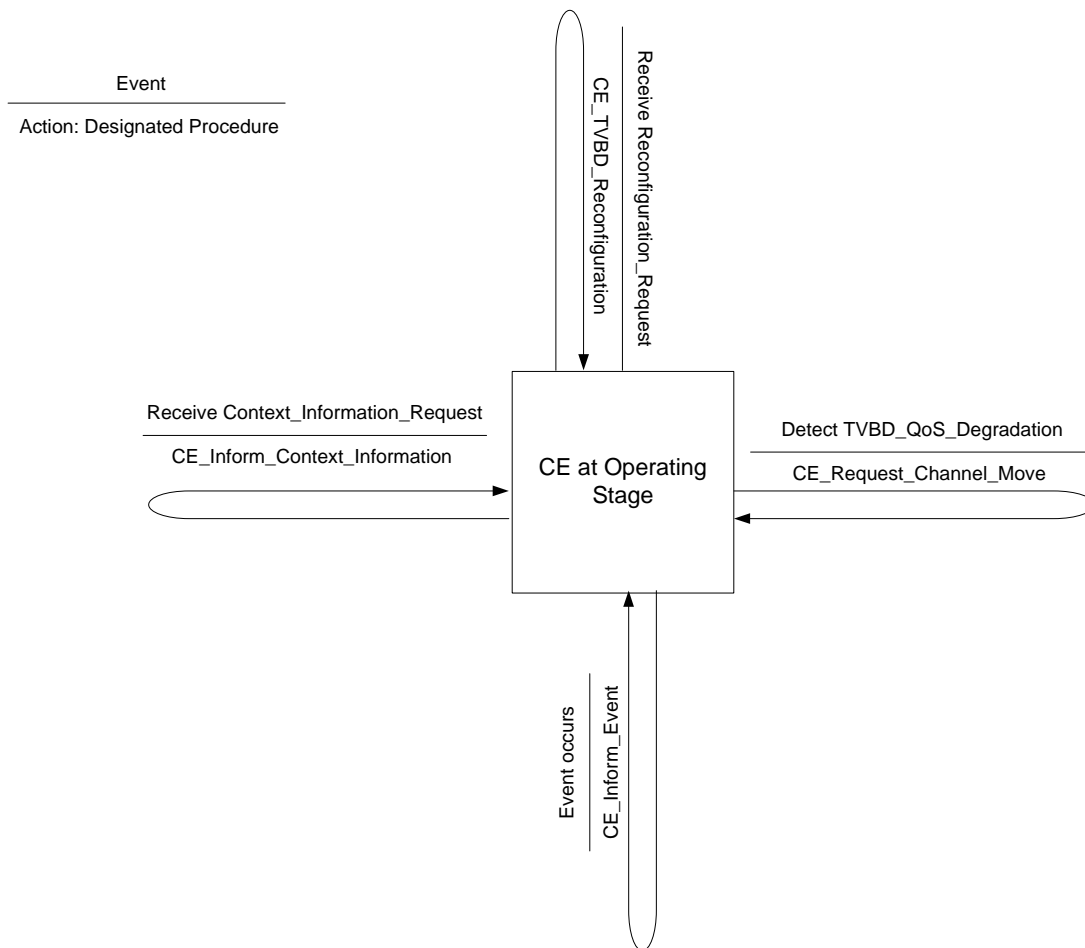 Event
Action: Designated Procedure
Receive Reconfiguration_Request
CE_TVBD_Reconfiguration
Receive Context_Information_Request
CE_Inform_Context_Information
CE at Operating
Stage
Detect TVBD_QoS_Degradation
CE_Request_Channel_Move
Event occurs
CE_Inform_Event